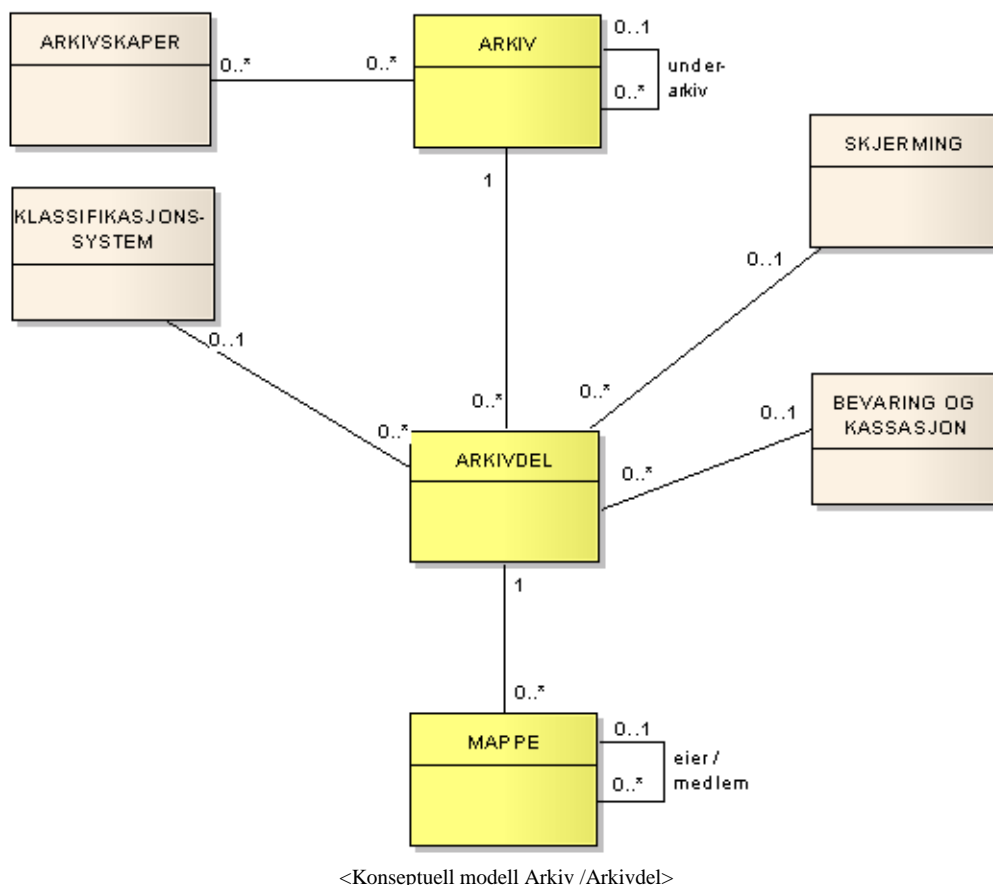 ARKIVSKAPER
ARKIV
0..1
0..*
0..*
under-
arkiv
0..*
SKJERMING
1
KLASSIFIKASJONS-
SYSTEM
0..1
0..1
0..*
0..*
BEVARING OG
KASSASJON
0..1
0..*
ARKIVDEL
0..*
1
0..*
MAPPE
0..1
eier /
medlem
0..*
<Konseptuell modell Arkiv /Arkivdel>